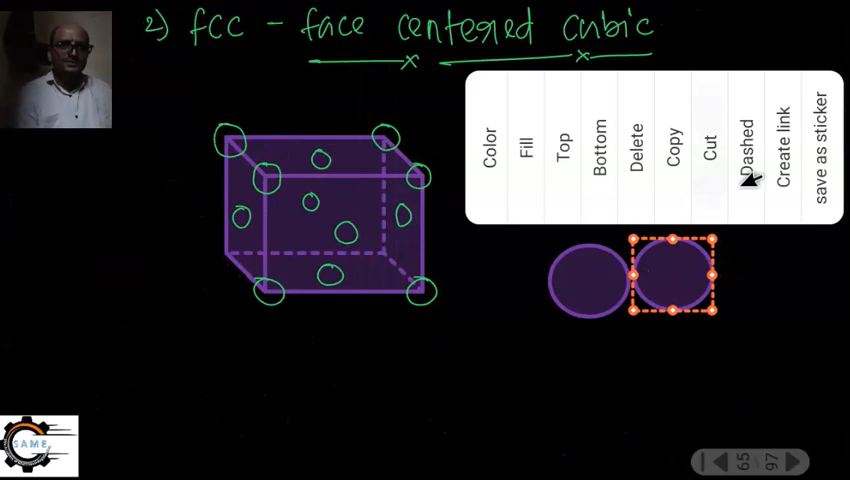 2) fcc - face centered cubic
Color
Fill
Top
Bottom
Delete
Copy
Cut
Dashed
Create link
save as sticker
SAME
65
97